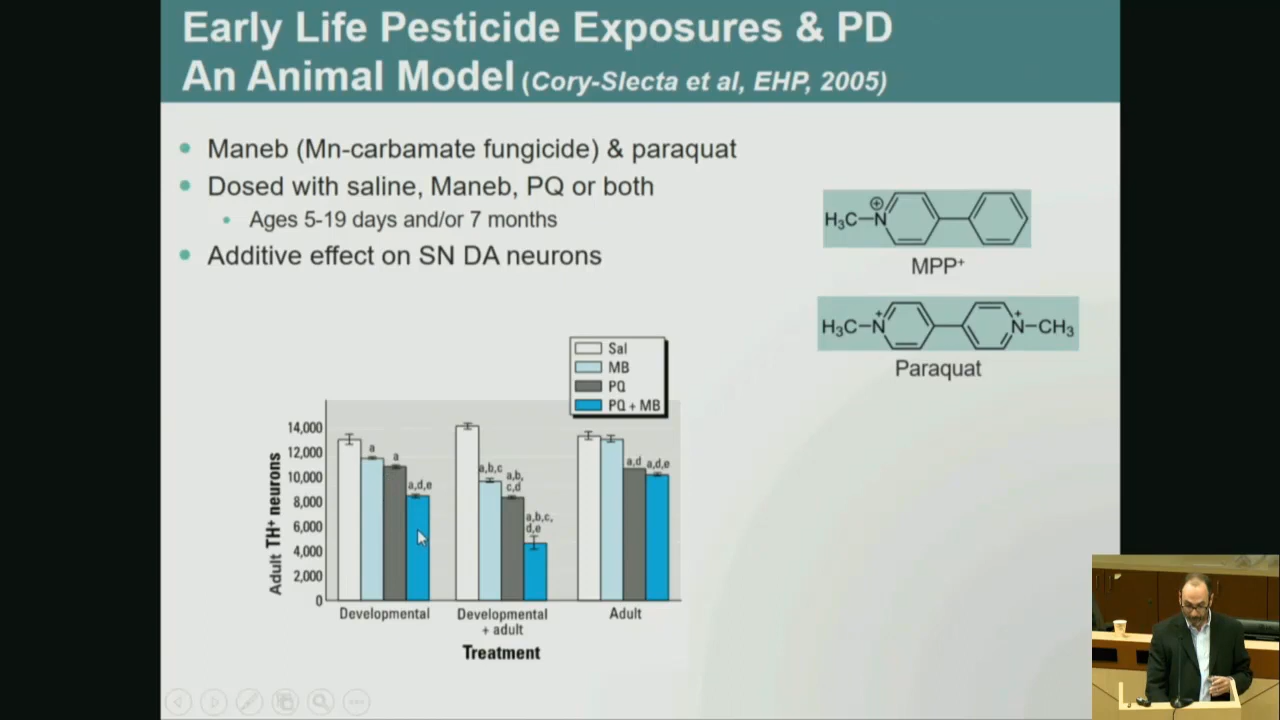 Early Life Pesticide Exposures & PD
An Animal Model (Cory-Slecta et al, EHP, 2005)
Maneb (Mn-carbamate fungicide) & paraquat
Dosed with saline, Maneb, PQ or both
Ages 5-19 days and/or 7 months
Additive effect on SN DA neurons
H₃C–N
⊕
MPP⁺
H₃C–N
+
+
N–CH₃
Paraquat
Sal
MB
PQ
PQ + MB
Adult TH⁺ neurons
14,000
12,000
10,000
8,000
6,000
4,000
2,000
0
a
a
a,d,e
a,b,c
a,b,
c,d
a,b,c,
d,e
a,d
a,d,e
Developmental
Developmental
+ adult
Adult
Treatment